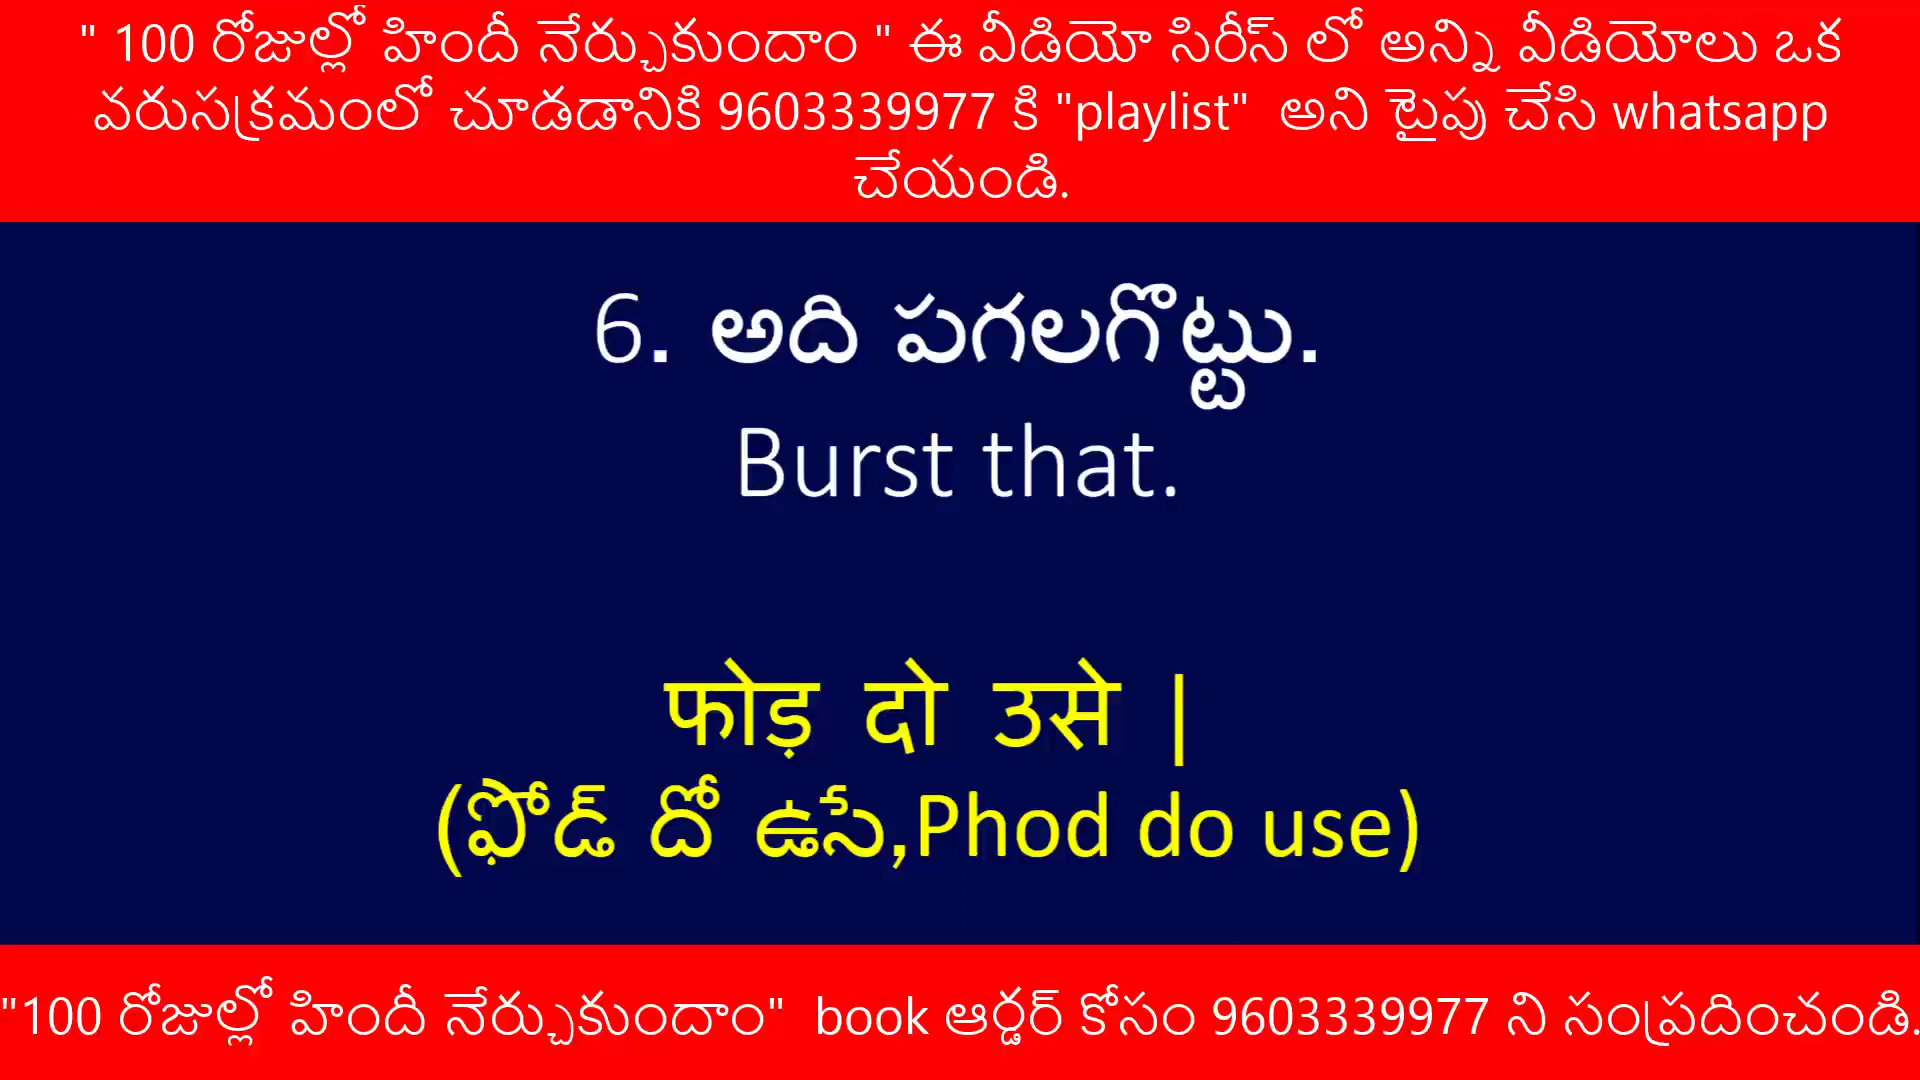 " 100 రోజుల్లో హిందీ నేర్చుకుందాం " ఈ వీడియో సిరీస్ లో అన్ని వీడియోలు ఒక
వరుసక్రమంలో చూడడానికి 9603339977 కి "playlist" అని టైపు చేసి whatsapp
చేయండి.
6. అది పగలగొట్టు.
Burst that.
फोड़ दो उसे |
(ఫోడ్ దో ఉసే,Phod do use)
"100 రోజుల్లో హిందీ నేర్చుకుందాం" book ఆర్డర్ కోసం 9603339977 ని సంప్రదించండి.